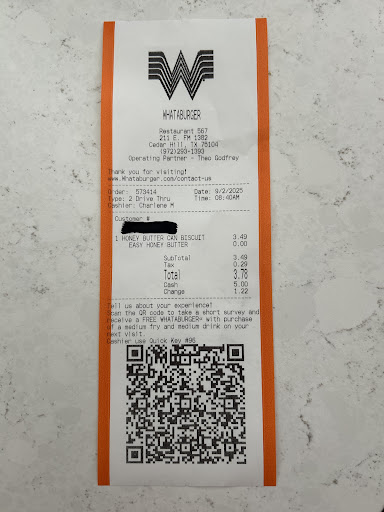 WHATABURGER
Restaurant 567
211 E. FM 1382
Cedar Hill, TX 75104
(972)293-1393
Operating Partner - Theo Godfrey
Thank you for visiting!
www.Whataburger.com/contact-us
Order: 573414 Date: 9/2/2025
Type: 2 Drive Thru Time: 08:40AM
Cashier: Charlene M
Customer #
1 HONEY BUTTER CKN BISCUIT 3.49
EASY HONEY BUTTER 0.00
SubTotal 3.49
Tax 0.29
Total 3.78
Cash 5.00
Change 1.22
Tell us about your experience!
Scan the QR code to take a short survey and
receive a FREE WHATABURGER® with purchase
of a medium fry and medium drink on your
next visit.
Cashier use Quick Key #96